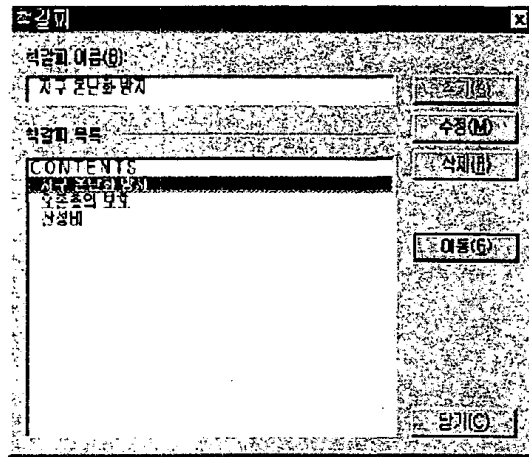 책갈피
책갈피 이름(B)
지구 온난화 방지
추가(A)
책갈피 목록
수정(M)
CONTENTS
삭제(R)
지구 온난화 방지
오존층의 보호
산성비
이동(G)
닫기(C)